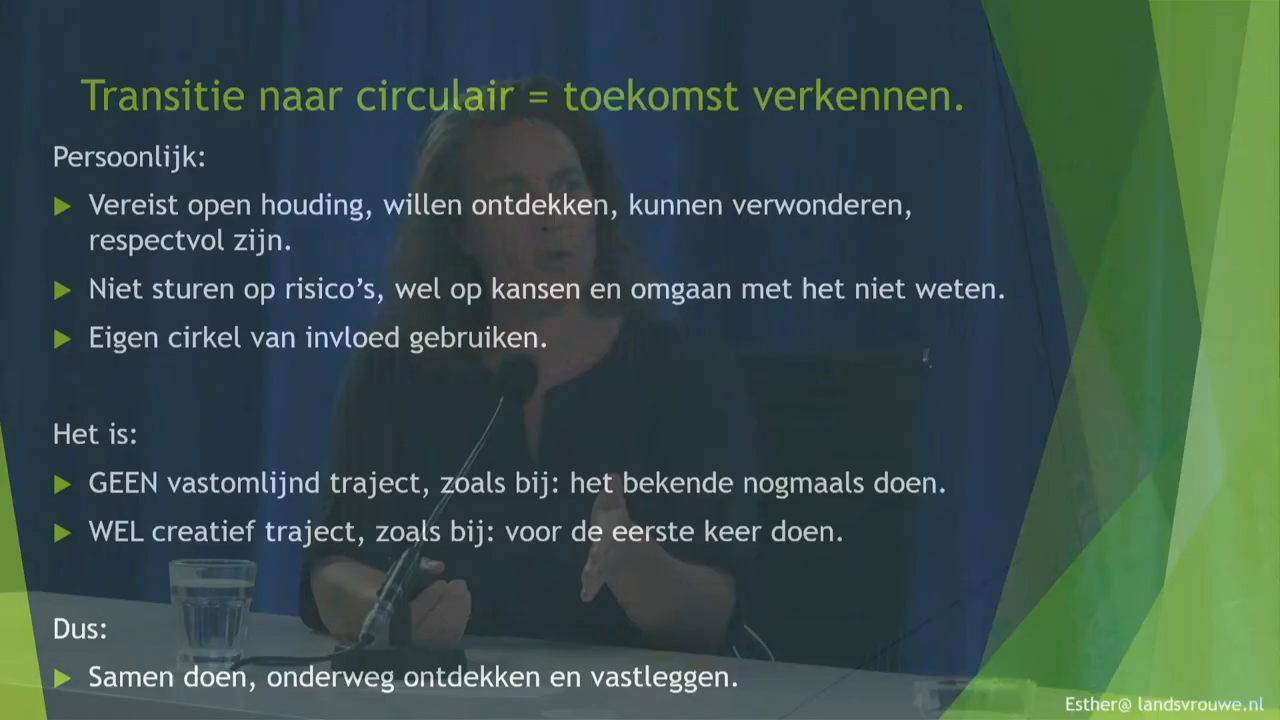 Transitie naar circulair = toekomst verkennen.
Persoonlijk:
Vereist open houding, willen ontdekken, kunnen verwonderen,
respectvol zijn.
Niet sturen op risico’s, wel op kansen en omgaan met het niet weten.
Eigen cirkel van invloed gebruiken.
Het is:
GEEN vastomlijnd traject, zoals bij: het bekende nogmaals doen.
WEL creatief traject, zoals bij: voor de eerste keer doen.
Dus:
Samen doen, onderweg ontdekken en vastleggen.
Esther@ landsvrouwe.nl